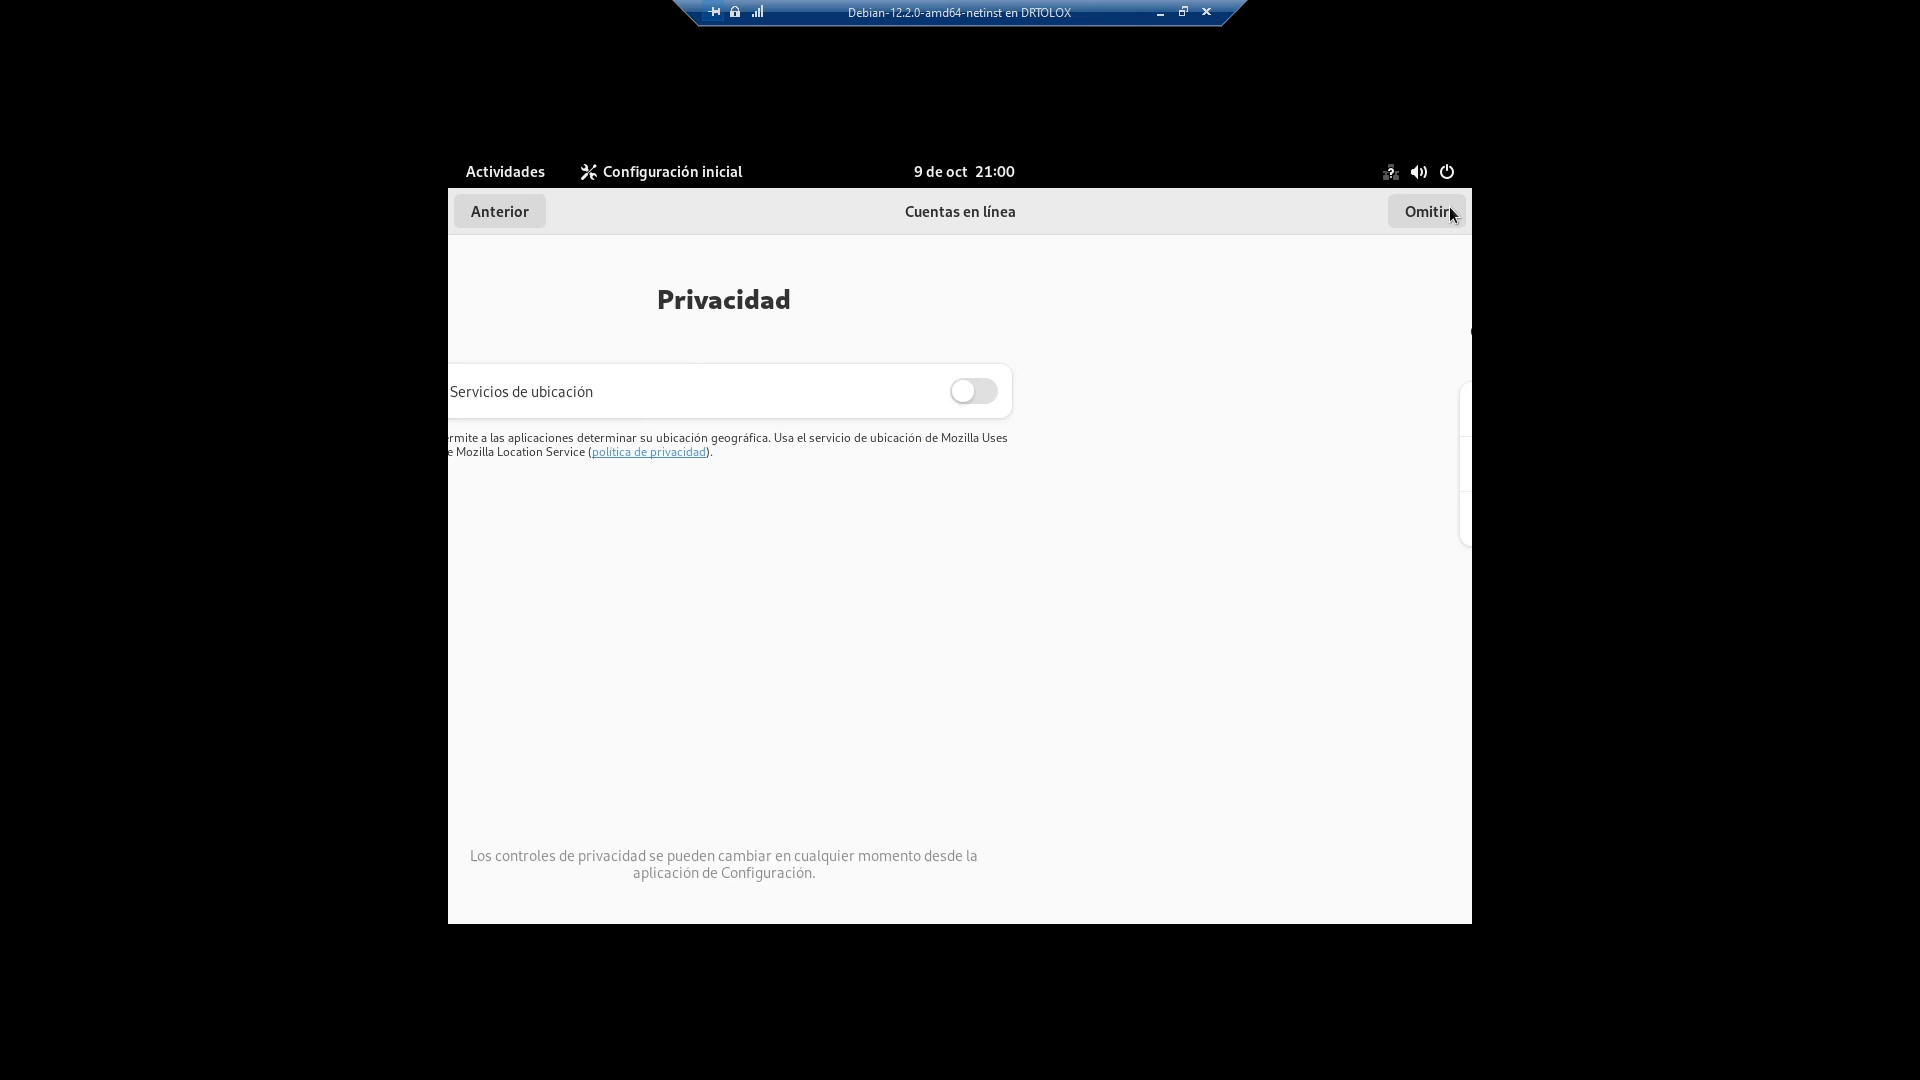 Debian-12.2.0-amd64-netinst en DRTOLOX
Actividades
Configuración inicial
9 de oct 21:00
Anterior
Cuentas en línea
Omitir
Privacidad
Servicios de ubicación
ermite a las aplicaciones determinar su ubicación geográfica. Usa el servicio de ubicación de Mozilla Uses
e Mozilla Location Service (política de privacidad).
Los controles de privacidad se pueden cambiar en cualquier momento desde la
aplicación de Configuración.